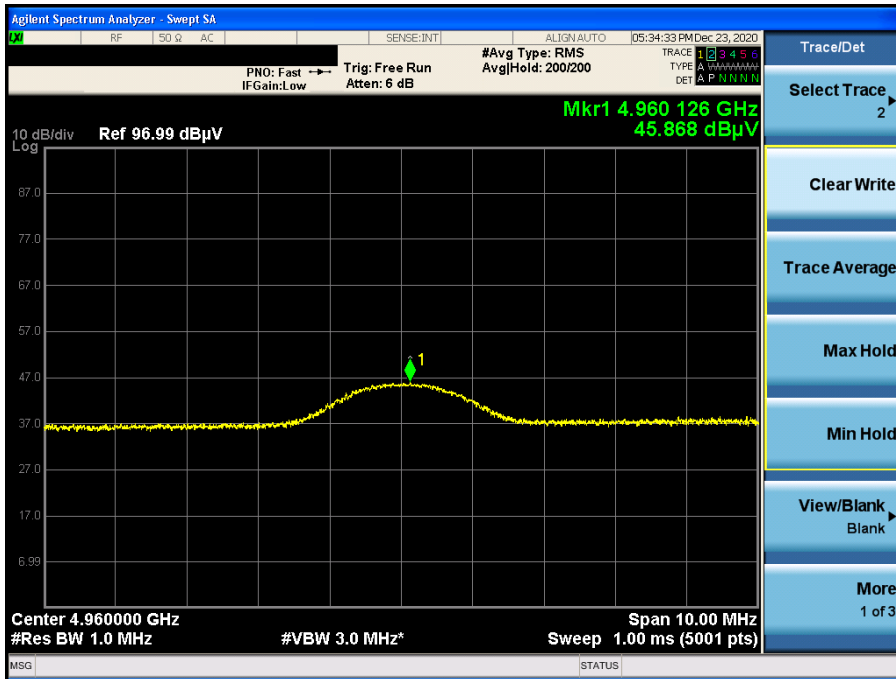 Agilent Spectrum Analyzer - Swept SA
LXI RF 50 Ω AC SENSE:INT ALIGN AUTO 05:34:33 PM Dec 23, 2020
PNO: Fast
IFGain:Low
Trig: Free Run
Atten: 6 dB
#Avg Type: RMS
Avg|Hold: 200/200
TRACE 1 2 3 4 5 6
TYPE A WWWWW
DET A P N N N N
Mkr1 4.960 126 GHz
45.868 dBµV
10 dB/div
Log
Ref 96.99 dBµV
87.0
77.0
67.0
57.0
47.0
37.0
27.0
17.0
6.99
1
Center 4.960000 GHz
Span 10.00 MHz
#Res BW 1.0 MHz
#VBW 3.0 MHz*
Sweep 1.00 ms (5001 pts)
MSG
STATUS
Trace/Det
Select Trace
2
Clear Write
Trace Average
Max Hold
Min Hold
View/Blank
Blank
More
1 of 3